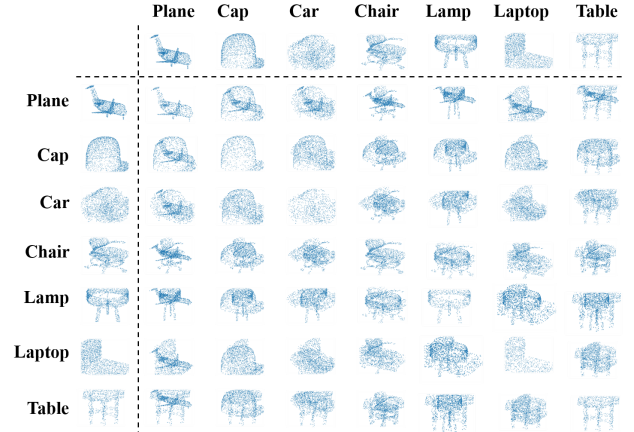 Plane Cap Car Chair Lamp Laptop Table
Plane
Cap
Car
Chair
Lamp
Laptop
Table